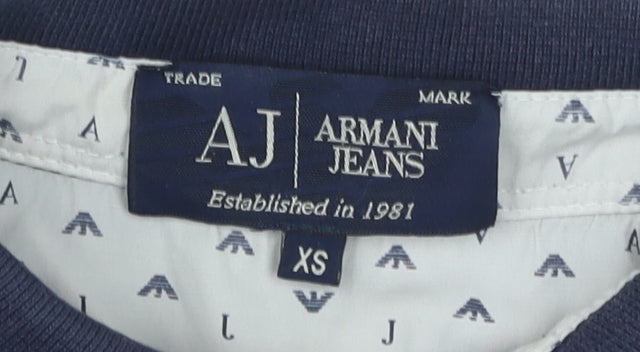 TRADE
MARK
AJ
ARMANI
JEANS
Established in 1981
XS